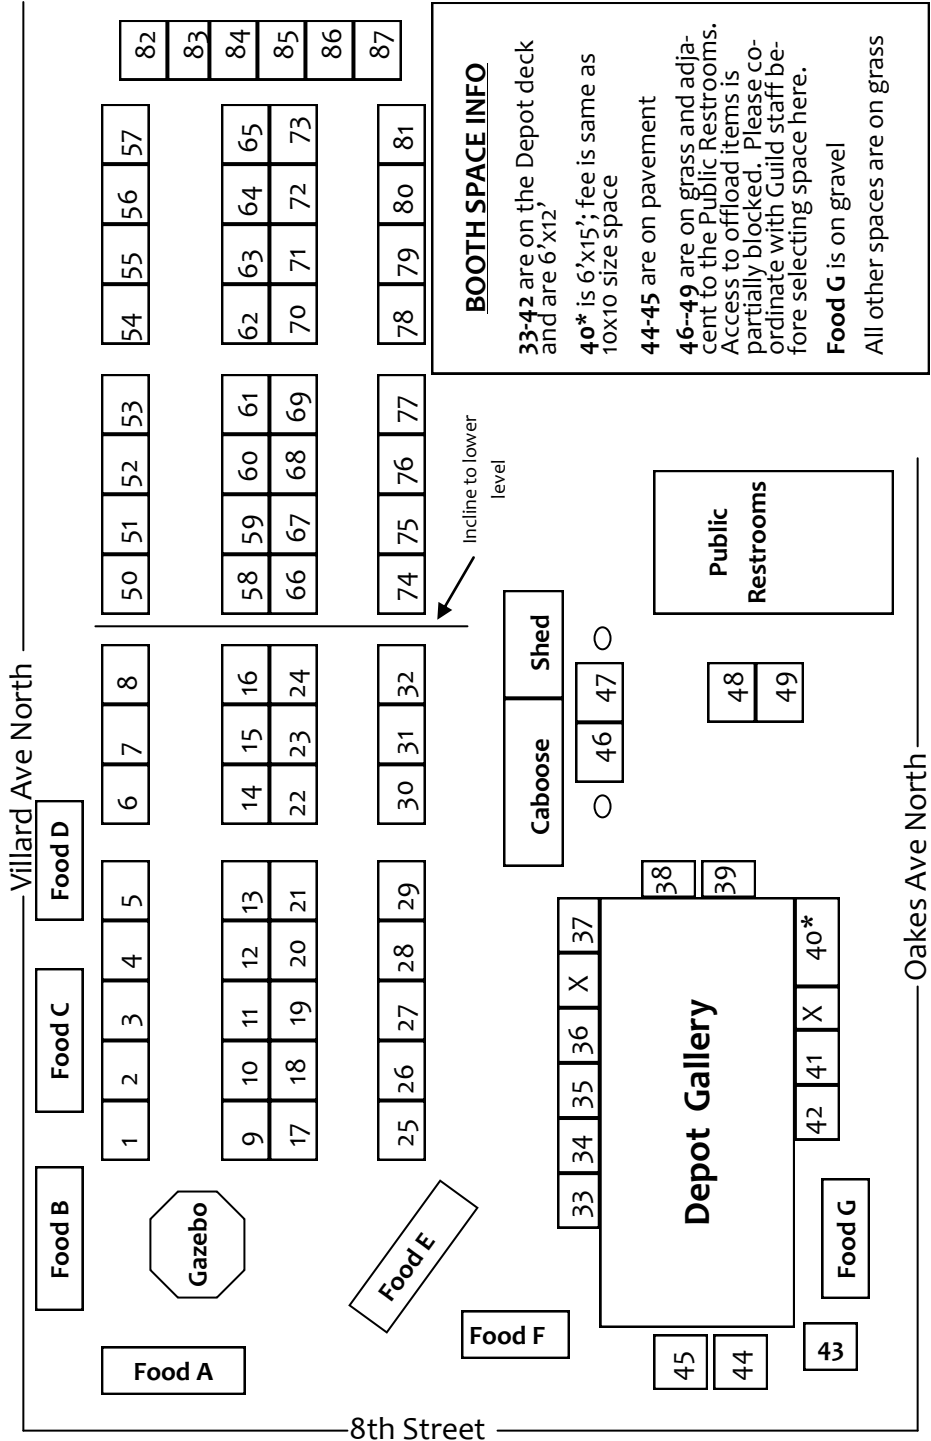 82
83
84
85
86
87
57
65
73
81
56
64
72
80
55
63
71
79
54
62
70
78
53
61
69
77
52
60
68
76
51
59
67
75
50
58
66
74
8
16
24
32
7
15
23
31
6
14
22
30
5
13
21
29
4
12
20
28
3
11
19
27
2
10
18
26
1
9
17
25
Villard Ave North
Food D
Food C
Food B
Gazebo
Food A
Food E
Food F
8th Street
Incline to lower
level
Shed
Caboose
47
46
48
49
Public
Restrooms
38
39
37
X
36
35
34
33
Depot Gallery
40*
X
41
42
Food G
43
45
44
Oakes Ave North
BOOTH SPACE INFO
33-42 are on the Depot deck
and are 6'x12'
40* is 6'x15'; fee is same as
10x10 size space
44-45 are on pavement
46--49 are on grass and adja-
cent to the Public Restrooms.
Access to offload items is
partially blocked. Please co-
ordinate with Guild staff be-
fore selecting space here.
Food G is on gravel
All other spaces are on grass